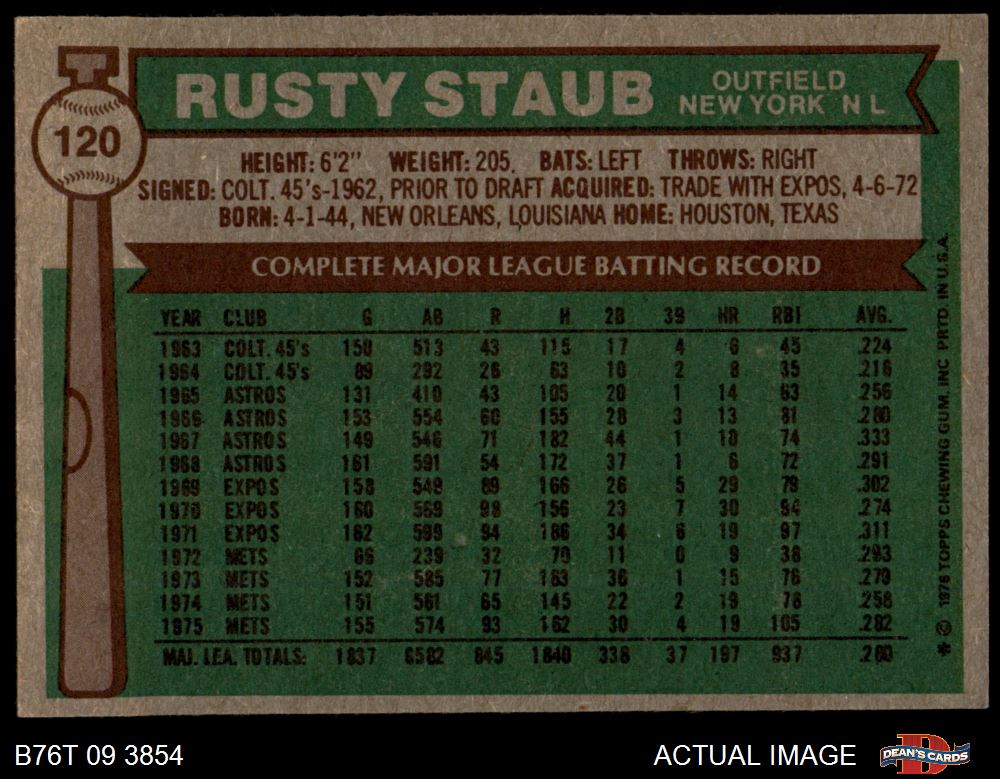 120
RUSTY STAUB
OUTFIELD
NEW YORK N L
HEIGHT: 6'2" WEIGHT: 205. BATS: LEFT THROWS: RIGHT
SIGNED: COLT. 45's-1962, PRIOR TO DRAFT ACQUIRED: TRADE WITH EXPOS, 4-6-72
BORN: 4-1-44, NEW ORLEANS, LOUISIANA HOME: HOUSTON, TEXAS
COMPLETE MAJOR LEAGUE BATTING RECORD
YEAR CLUB G AB R H 2B 3B HR RBI AVG.
1963 COLT. 45's 150 513 43 115 17 4 6 45 .224
1964 COLT. 45's 89 292 26 63 10 2 8 35 .216
1965 ASTROS 131 410 43 105 20 1 14 63 .256
1966 ASTROS 153 554 60 155 28 3 13 81 .280
1967 ASTROS 149 546 71 182 44 1 10 74 .333
1968 ASTROS 161 591 54 172 37 1 6 72 .291
1969 EXPOS 158 549 89 166 26 5 29 79 .302
1970 EXPOS 160 569 98 156 23 7 30 94 .274
1971 EXPOS 162 599 94 186 34 6 19 97 .311
1972 METS 66 239 32 70 11 0 9 38 .293
1973 METS 152 585 77 163 36 1 15 76 .279
1974 METS 151 561 65 145 22 2 19 78 .258
1975 METS 155 574 93 162 30 4 19 105 .282
MAJ. LEA. TOTALS: 1837 6582 845 1840 338 37 197 937 .280
* © 1976 TOPPS CHEWING GUM, INC PRTD. IN U.S.A.
B76T 09 3854
ACTUAL IMAGE
D
DEAN'S CARDS